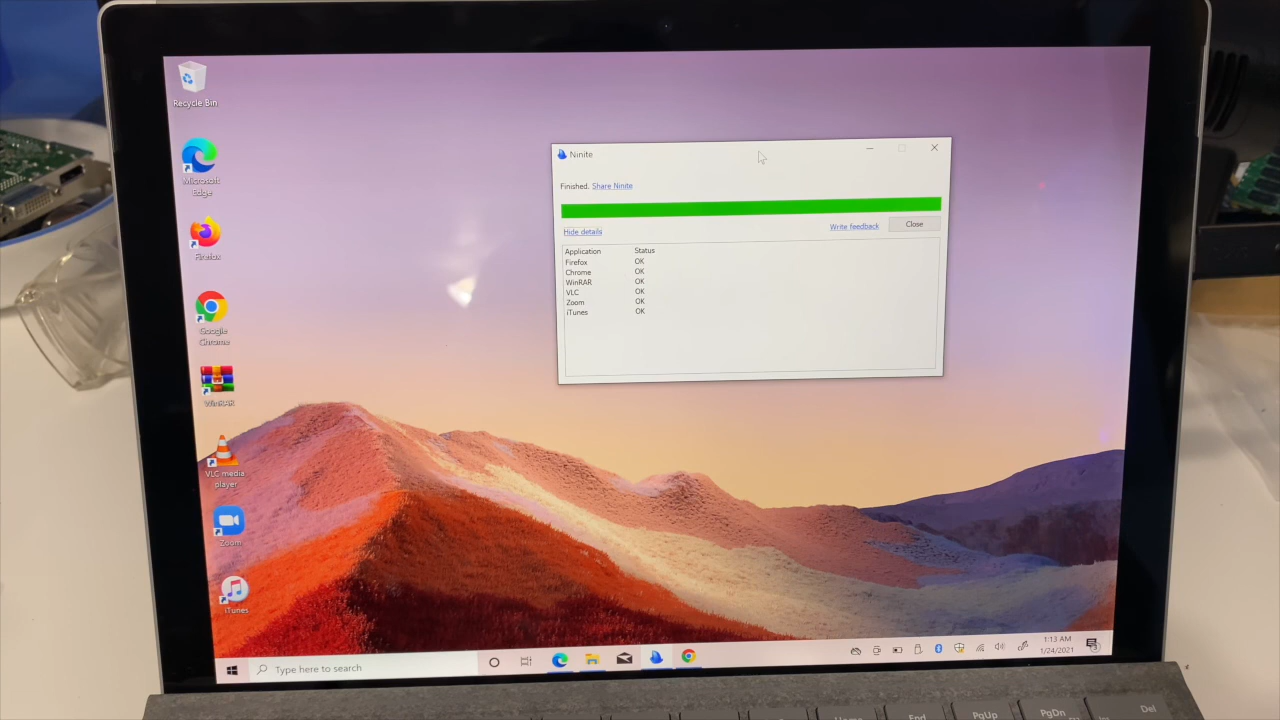 Recycle Bin
Microsoft
Edge
Firefox
Google
Chrome
WinRAR
VLC media
player
Zoom
iTunes
Ninite
Finished. Share Ninite
Hide details
Write feedback
Close
Application Status
Firefox OK
Chrome OK
WinRAR OK
VLC OK
Zoom OK
iTunes OK
Type here to search
1:13 AM
1/24/2021
Home
End
PgUp
PgDn
Del